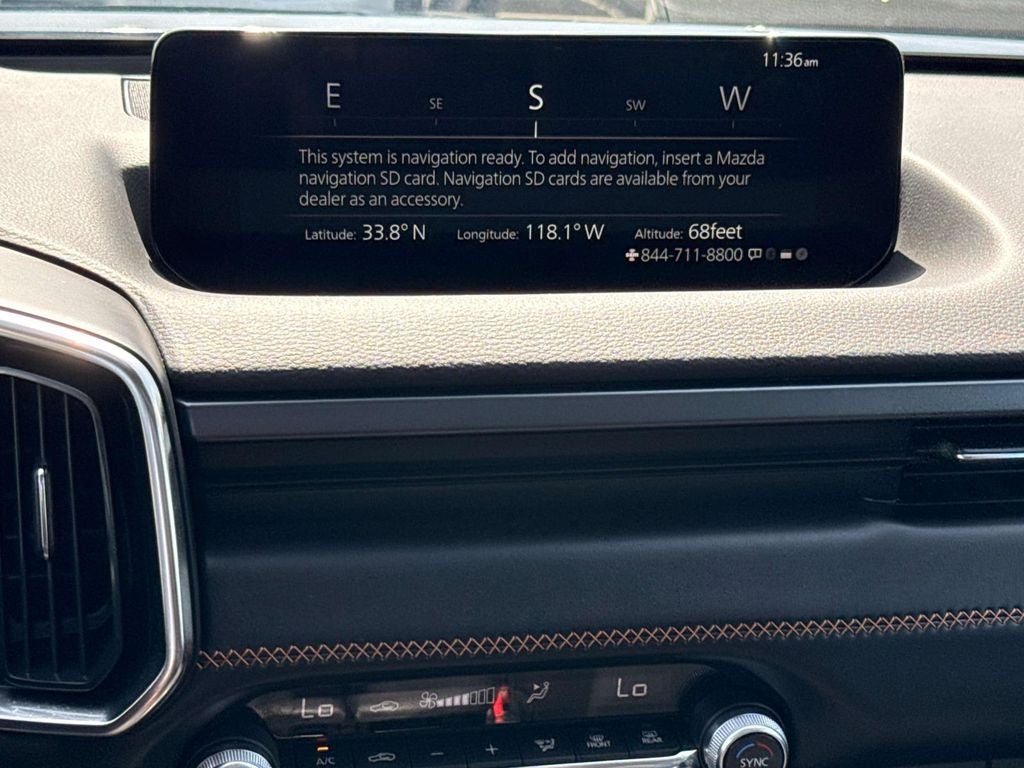 11:36am
E SE S SW W
This system is navigation ready. To add navigation, insert a Mazda
navigation SD card. Navigation SD cards are available from your
dealer as an accessory.
Latitude: 33.8° N Longitude: 118.1° W Altitude: 68feet
844-711-8800
Lo Lo
A/C - + FRONT REAR
SYNC